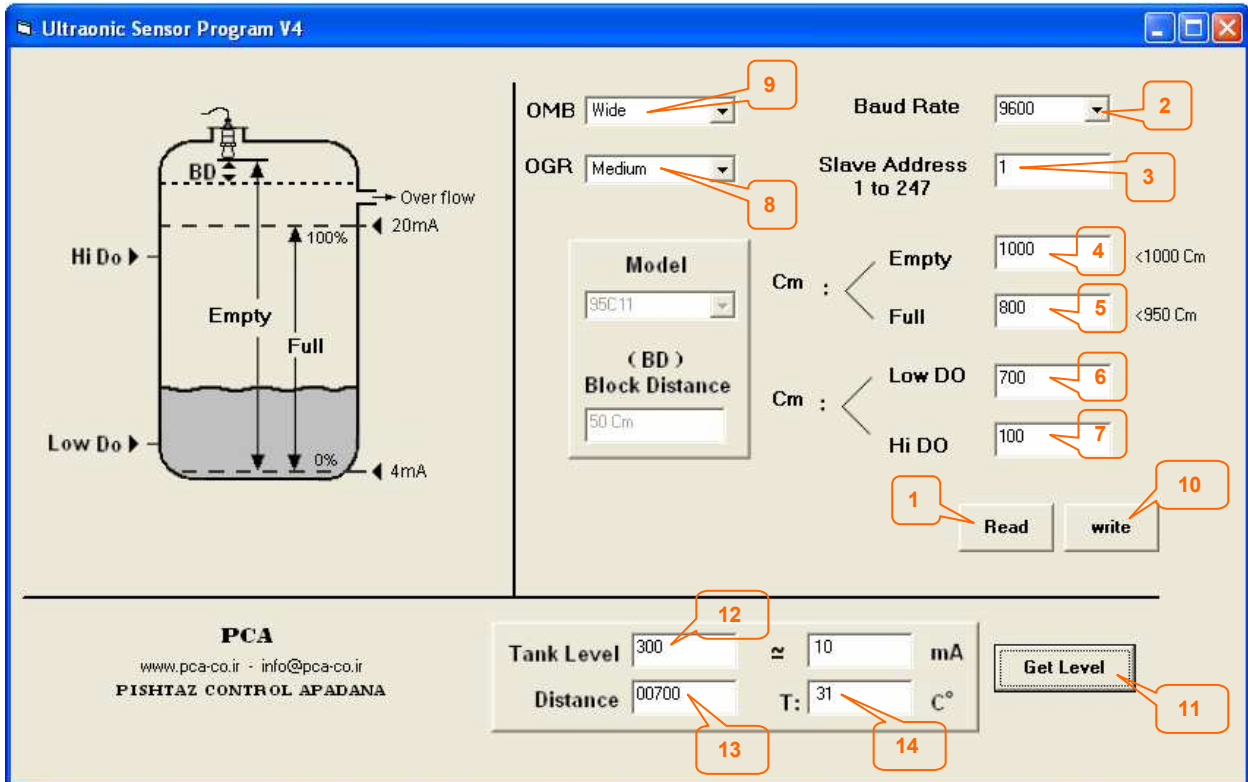 Ultraonic Sensor Program V4
BD
Over flow
20mA
100%
Hi Do
Empty
Full
Low Do
0%
4mA
OMB Wide
9
OGR Medium
8
Baud Rate 9600
2
Slave Address
1 to 247
1
3
Model
95C11
( BD )
Block Distance
50 Cm
Cm :
Empty 1000 4 <1000 Cm
Full 800 5 <950 Cm
Cm :
Low DO 700 6
Hi DO 100 7
1
10
Read write
PCA
www.pca-co.ir - info@pca-co.ir
PISHTAZ CONTROL APADANA
12
Tank Level 300 ≃ 10 mA
Distance 00700 T: 31 C°
13
14
Get Level
11